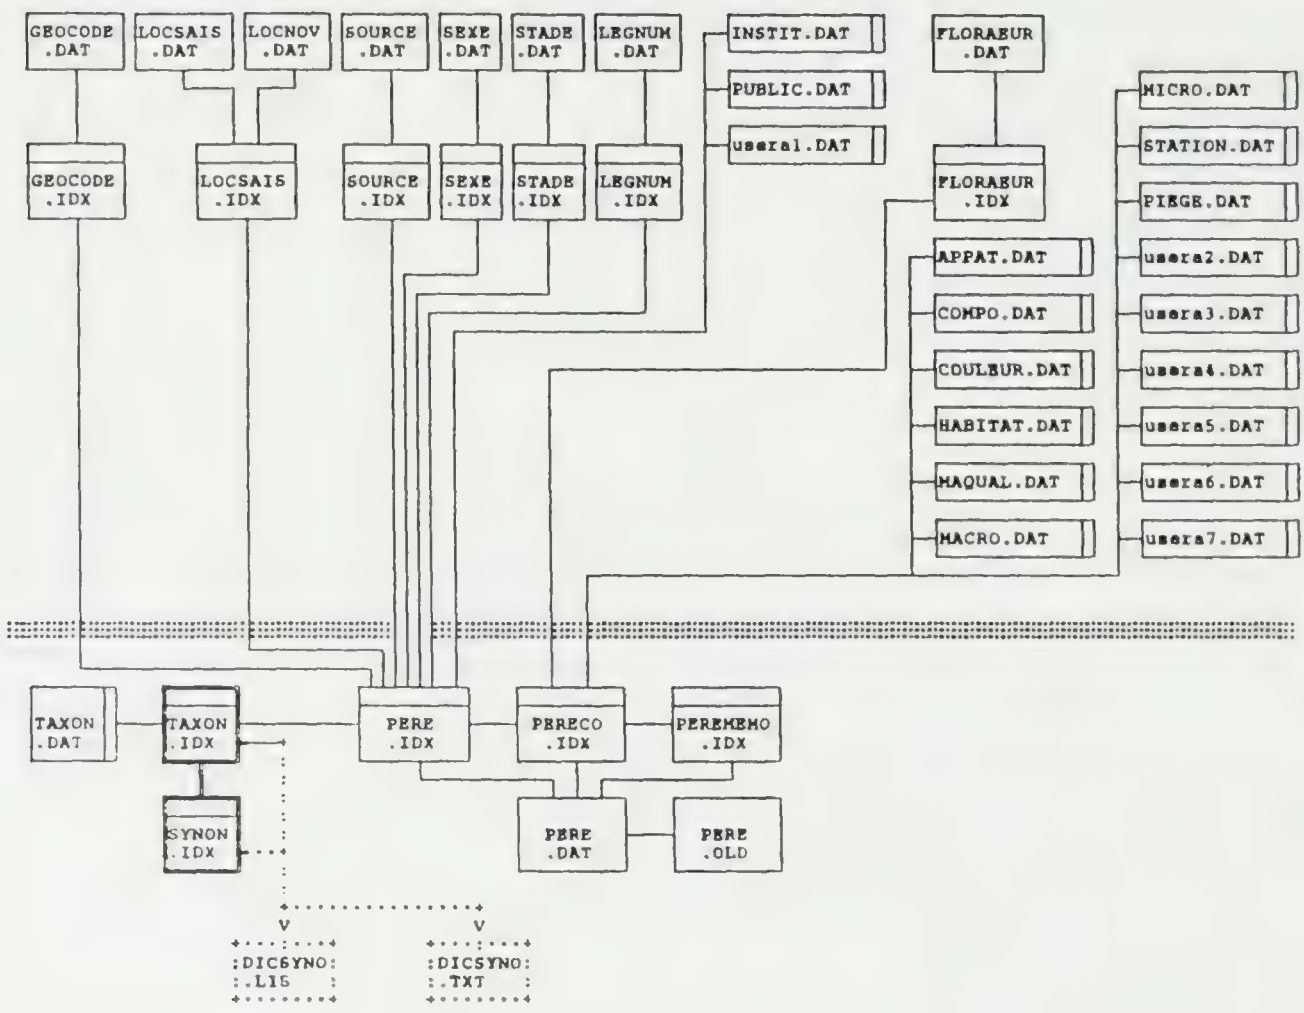 GEOCODE
.DAT
LOCSAIS
.DAT
LOCNOV
.DAT
SOURCE
.DAT
SEXE
.DAT
STADE
.DAT
LEGNUM
.DAT
INSTIT.DAT
PUBLIC.DAT
usera1.DAT
FLORAEUR
.DAT
MICRO.DAT
STATION.DAT
PIEGE.DAT
usera2.DAT
usera3.DAT
usera4.DAT
usera5.DAT
usera6.DAT
usera7.DAT
GEOCODE
.IDX
LOCSAIS
.IDX
SOURCE
.IDX
SEXE
.IDX
STADE
.IDX
LEGNUM
.IDX
FLORAEUR
.IDX
APPAT.DAT
COMPO.DAT
COULEUR.DAT
HABITAT.DAT
MAQUAL.DAT
MACRO.DAT
TAXON
.DAT
TAXON
.IDX
PERE
.IDX
PERECO
.IDX
PEREMEMO
.IDX
SYNON
.IDX
PERE
.DAT
PERE
.OLD
V
V
DICSYNO
.LIS
DICSYNO
.TXT